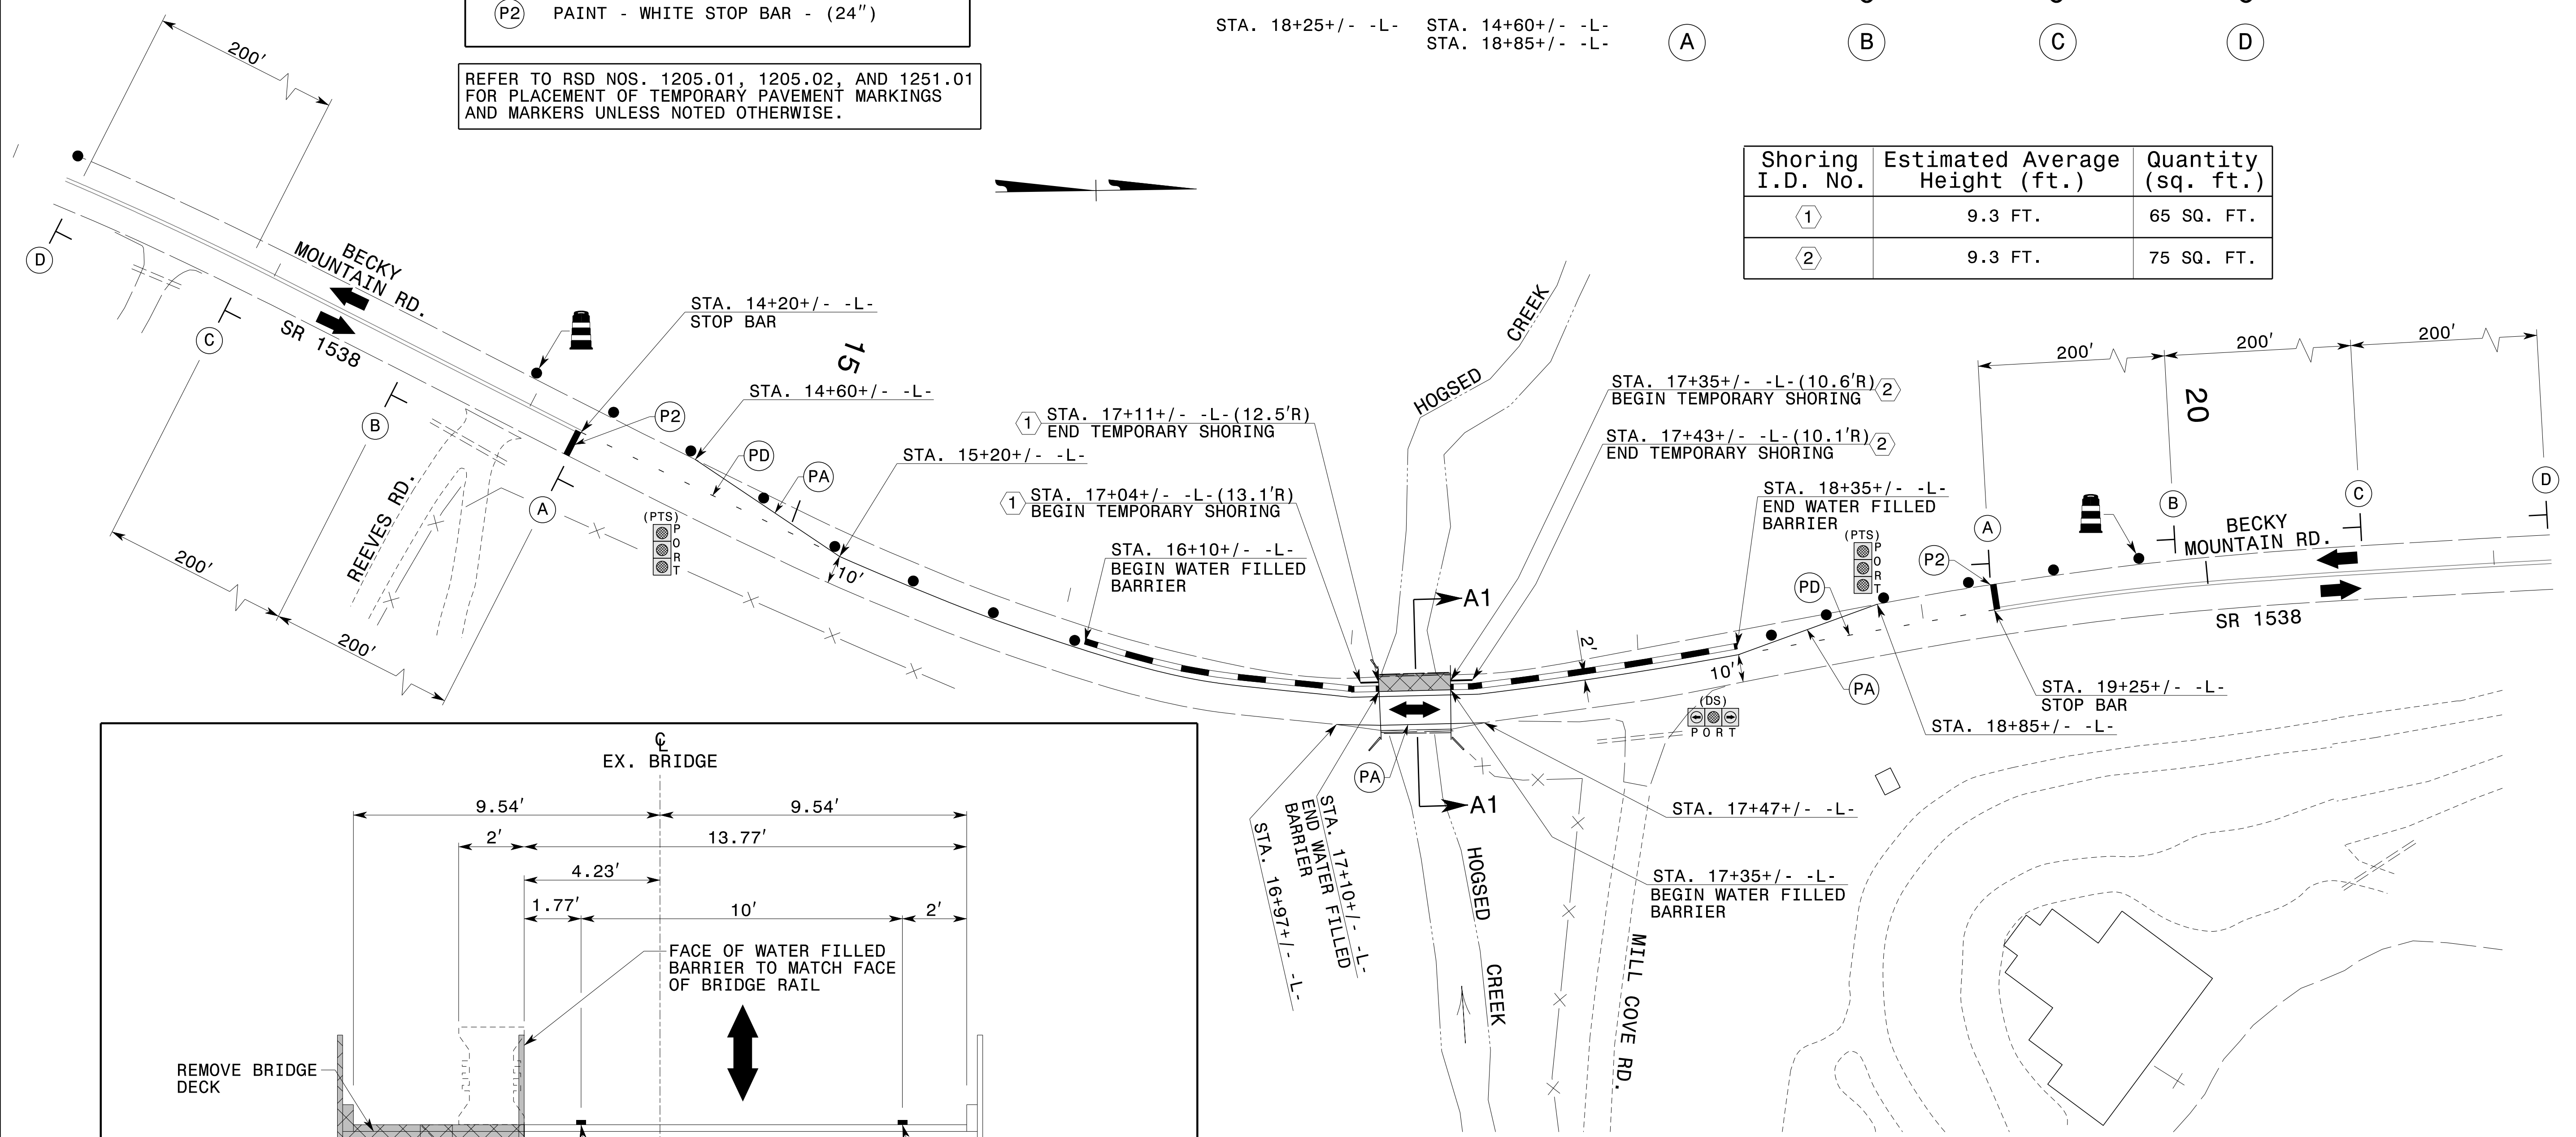 P2 PAINT - WHITE STOP BAR - (24")
REFER TO RSD NOS. 1205.01, 1205.02, AND 1251.01
FOR PLACEMENT OF TEMPORARY PAVEMENT MARKINGS
AND MARKERS UNLESS NOTED OTHERWISE.
STA. 18+25+/- -L-
STA. 14+60+/- -L-
STA. 18+85+/- -L-
A
B
C
D
Shoring I.D. No.
Estimated Average Height (ft.)
Quantity (sq. ft.)
1 9.3 FT. 65 SQ. FT.
2 9.3 FT. 75 SQ. FT.
200'
D
C
B
A
BECKY
MOUNTAIN RD.
SR 1538
200'
200'
REEVES RD.
STA. 14+20+/- -L-
STOP BAR
15
P2
STA. 14+60+/- -L-
PD
PA
STA. 15+20+/- -L-
(PTS)
PORT
10'
1 STA. 17+11+/- -L-(12.5'R)
END TEMPORARY SHORING
1 STA. 17+04+/- -L-(13.1'R)
BEGIN TEMPORARY SHORING
STA. 16+10+/- -L-
BEGIN WATER FILLED
BARRIER
HOGSED
CREEK
A1
A1
STA. 17+35+/- -L-(10.6'R) 2
BEGIN TEMPORARY SHORING
STA. 17+43+/- -L-(10.1'R) 2
END TEMPORARY SHORING
STA. 18+35+/- -L-
END WATER FILLED
BARRIER
2'
10'
(PTS)
PORT
PD
P2
PA
200'
200'
200'
20
A
B
C
D
BECKY
MOUNTAIN RD.
SR 1538
STA. 19+25+/- -L-
STOP BAR
STA. 18+85+/- -L-
(DS)
PORT
PA
STA. 17+47+/- -L-
STA. 17+35+/- -L-
BEGIN WATER FILLED
BARRIER
STA. 17+10+/- -L-
END WATER FILLED
BARRIER
STA. 16+97+/- -L-
HOGSED
CREEK
MILL COVE RD.
CL
EX. BRIDGE
9.54'
9.54'
2'
13.77'
4.23'
1.77'
10'
2'
FACE OF WATER FILLED
BARRIER TO MATCH FACE
OF BRIDGE RAIL
REMOVE BRIDGE
DECK